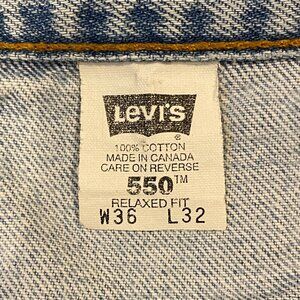 Levi's
®
100% COTTON
MADE IN CANADA
CARE ON REVERSE
550™
RELAXED FIT
W36 L32